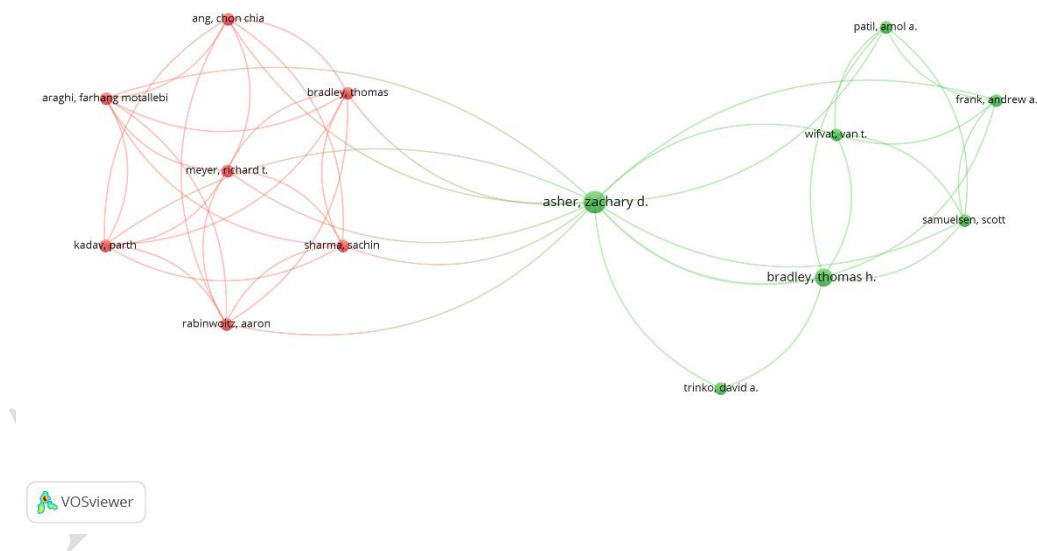 ang, chon chia
patil, amol a.
araghi, farhang motallebi
bradley, thomas
frank, andrew a.
wifvat, van t.
meyer, richard t.
asher, zachary d.
samuelsen, scott
kadav, parth
sharma, sachin
bradley, thomas h.
rabinwoitz, aaron
trinko, david a.
VOSviewer